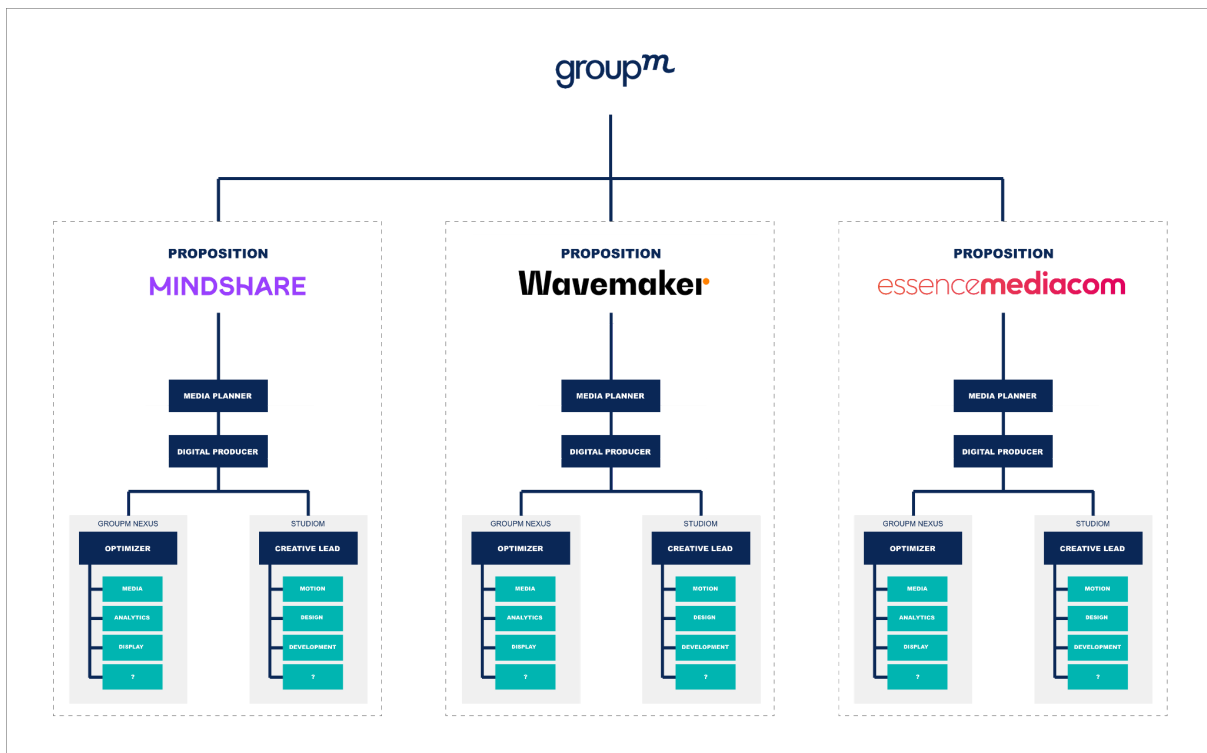 groupm
PROPOSITION
MINDSHARE
MEDIA PLANNER
DIGITAL PRODUCER
GROUPM NEXUS
OPTIMIZER
MEDIA
ANALYTICS
DISPLAY
?
STUDIOM
CREATIVE LEAD
MOTION
DESIGN
DEVELOPMENT
?
PROPOSITION
Wavemaker
MEDIA PLANNER
DIGITAL PRODUCER
GROUPM NEXUS
OPTIMIZER
MEDIA
ANALYTICS
DISPLAY
?
STUDIOM
CREATIVE LEAD
MOTION
DESIGN
DEVELOPMENT
?
PROPOSITION
essencemediacom
MEDIA PLANNER
DIGITAL PRODUCER
GROUPM NEXUS
OPTIMIZER
MEDIA
ANALYTICS
DISPLAY
?
STUDIOM
CREATIVE LEAD
MOTION
DESIGN
DEVELOPMENT
?